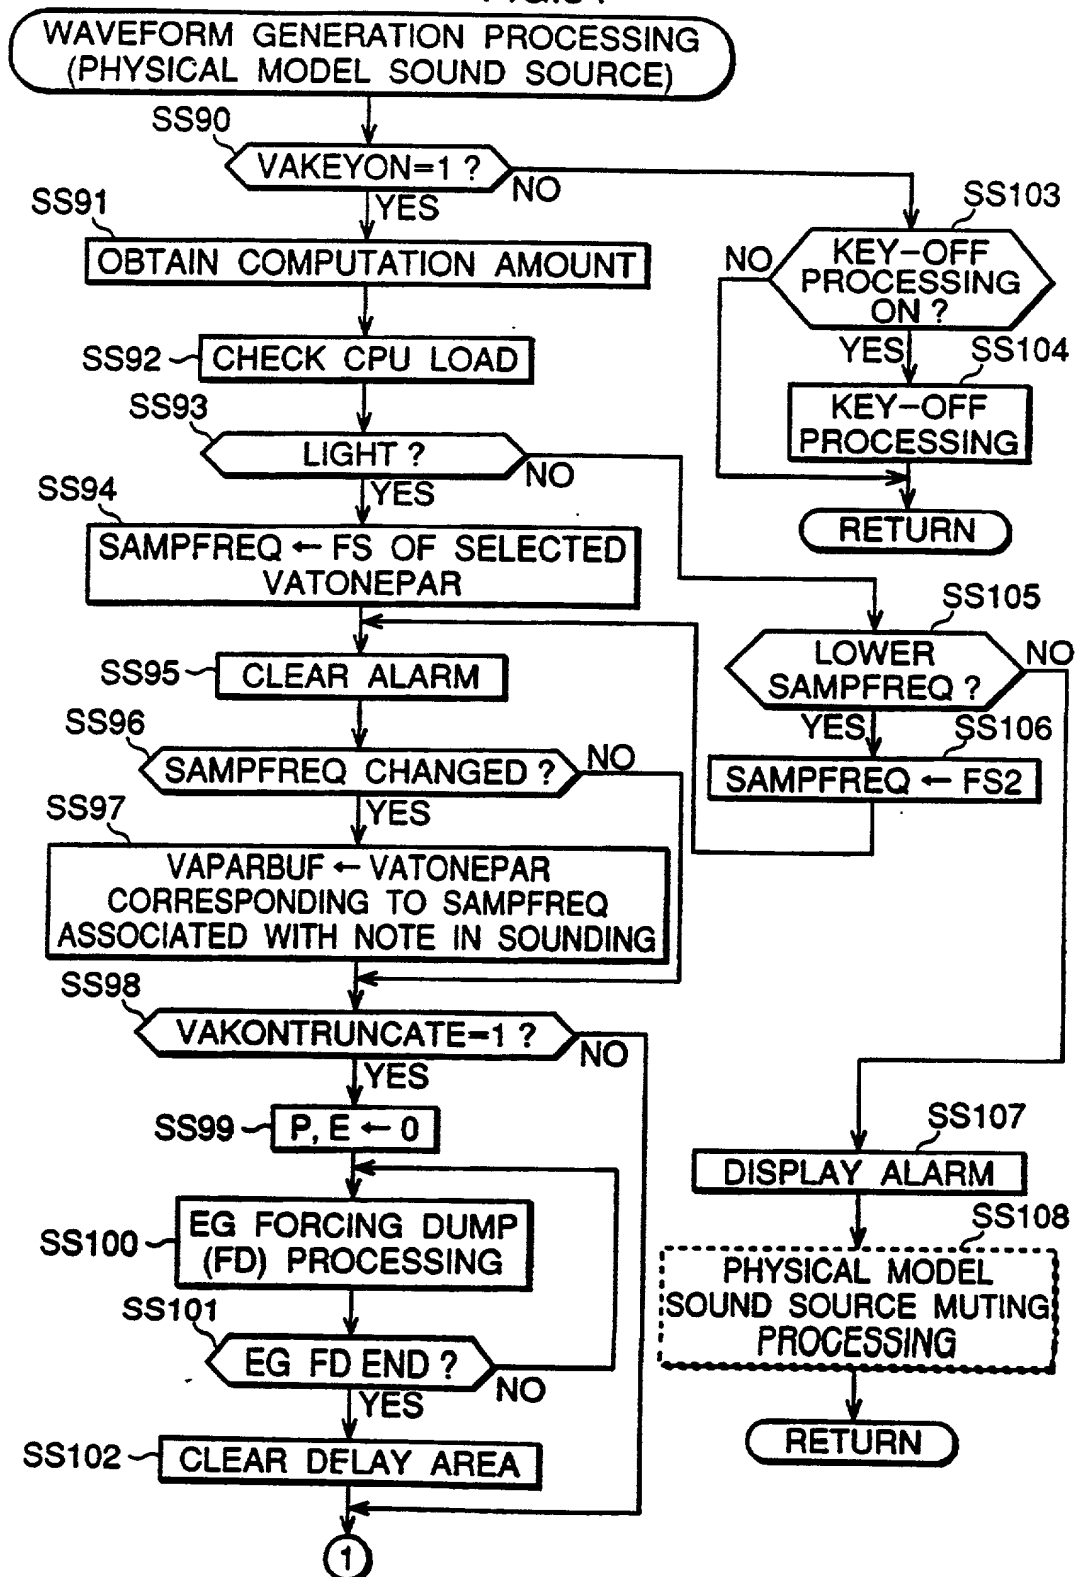 WAVEFORM GENERATION PROCESSING
(PHYSICAL MODEL SOUND SOURCE)
SS90
VAKEYON=1 ?
NO
YES
SS91
OBTAIN COMPUTATION AMOUNT
SS92
CHECK CPU LOAD
SS93
LIGHT ?
NO
YES
SS94
SAMPFREQ ← FS OF SELECTED
VATONEPAR
SS95
CLEAR ALARM
SS96
SAMPFREQ CHANGED ?
NO
YES
SS97
VAPARBUF ← VATONEPAR
CORRESPONDING TO SAMPFREQ
ASSOCIATED WITH NOTE IN SOUNDING
SS98
VAKONTRUNCATE=1 ?
NO
YES
SS99
P, E ← 0
SS100
EG FORCING DUMP
(FD) PROCESSING
SS101
EG FD END ?
NO
YES
SS102
CLEAR DELAY AREA
1
SS103
KEY-OFF
PROCESSING
ON ?
NO
YES
SS104
KEY-OFF
PROCESSING
RETURN
SS105
LOWER
SAMPFREQ ?
NO
YES
SS106
SAMPFREQ ← FS2
SS107
DISPLAY ALARM
SS108
PHYSICAL MODEL
SOUND SOURCE MUTING
PROCESSING
RETURN